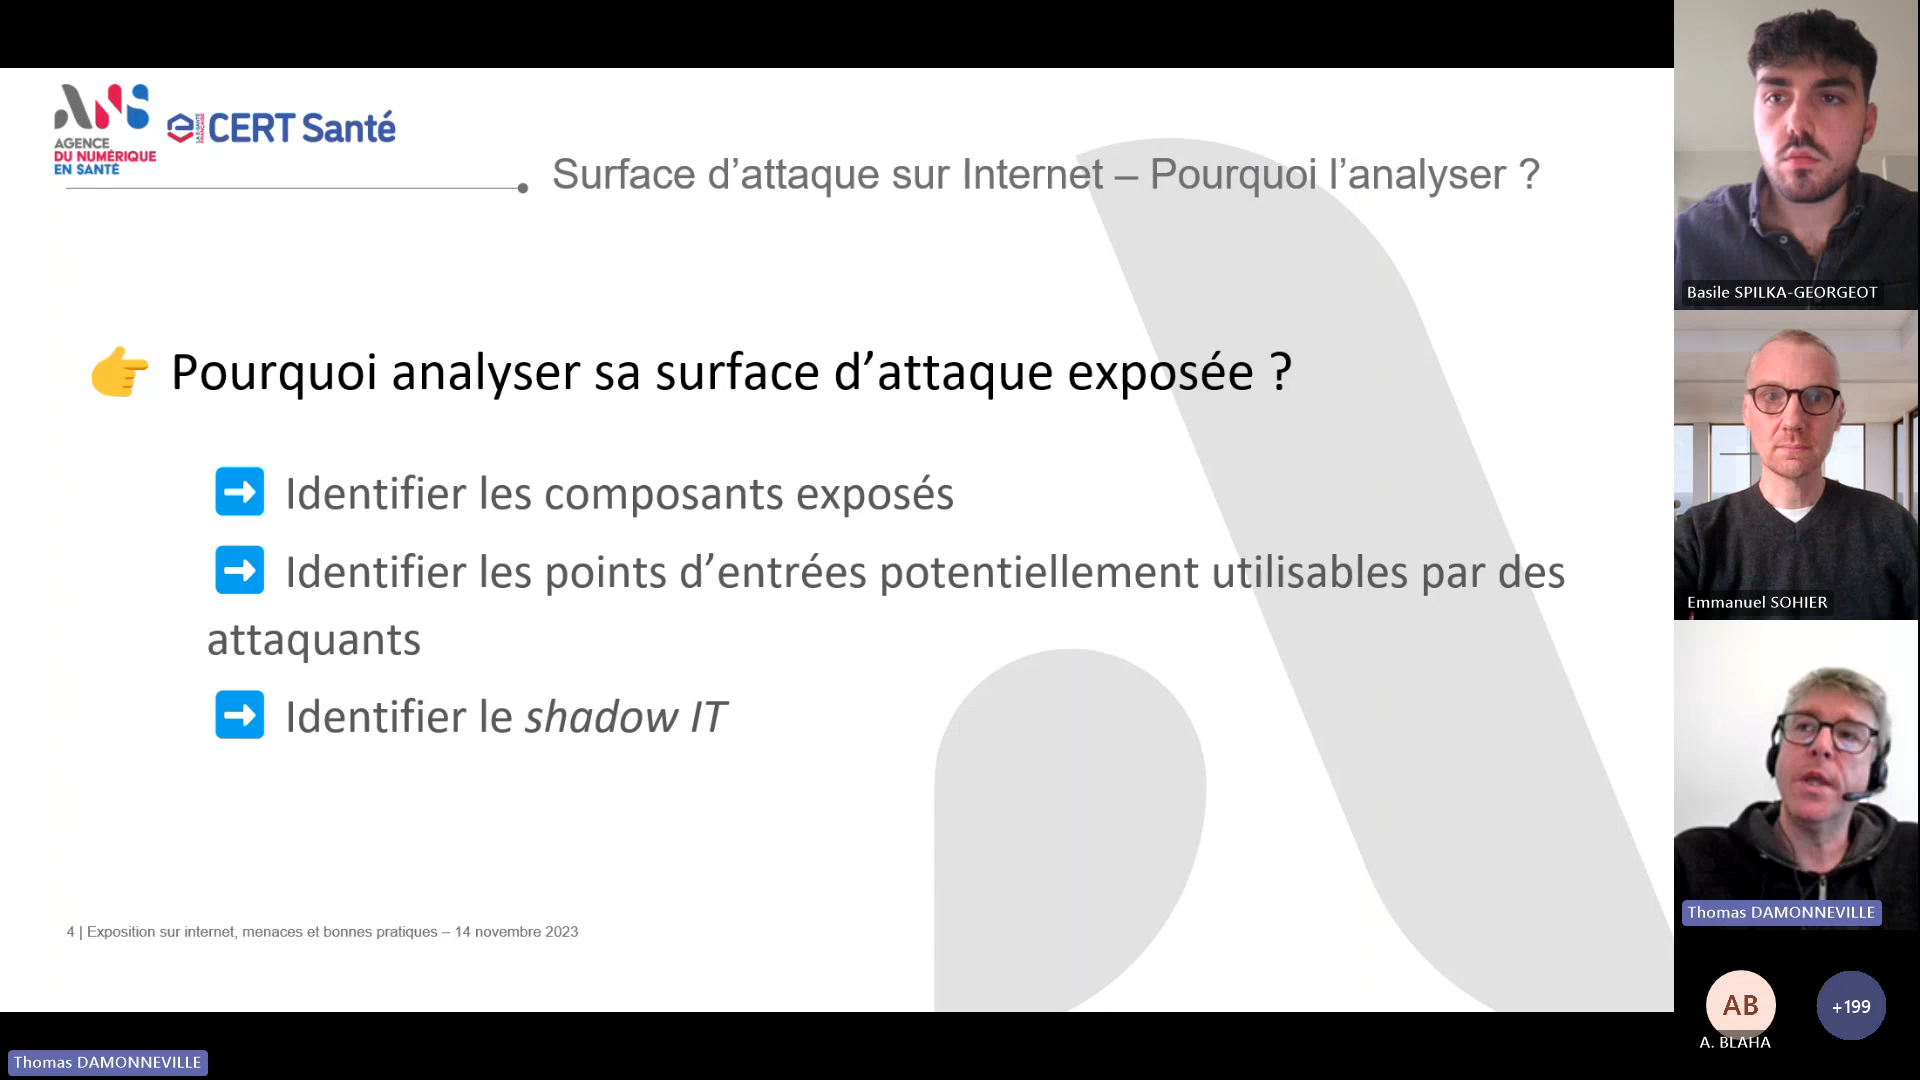 AGENCE
DU NUMÉRIQUE
EN SANTÉ
CERT Santé
Surface d’attaque sur Internet – Pourquoi l’analyser ?
Pourquoi analyser sa surface d’attaque exposée ?
Identifier les composants exposés
Identifier les points d’entrées potentiellement utilisables par des
attaquants
Identifier le shadow IT
4 | Exposition sur internet, menaces et bonnes pratiques – 14 novembre 2023
Thomas DAMONNEVILLE
Basile SPILKA-GEORGEOT
Emmanuel SOHIER
Thomas DAMONNEVILLE
AB
A. BLAHA
+199